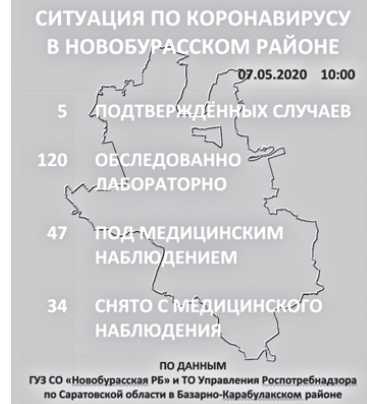 СИТУАЦИЯ ПО КОРОНАВИРУСУ
В НОВОБУРАССКОМ РАЙОНЕ
07.05.2020 10:00
5 ПОДТВЕРЖДЁННЫХ СЛУЧАЕВ
120 ОБСЛЕДОВАННО
ЛАБОРАТОРНО
47 ПОД МЕДИЦИНСКИМ
НАБЛЮДЕНИЕМ
34 СНЯТО С МЕДИЦИНСКОГО
НАБЛЮДЕНИЯ
ПО ДАННЫМ
ГУЗ СО «Новобурасская РБ» и ТО Управления Роспотребнадзора
по Саратовской области в Базарно-Карабулакском районе